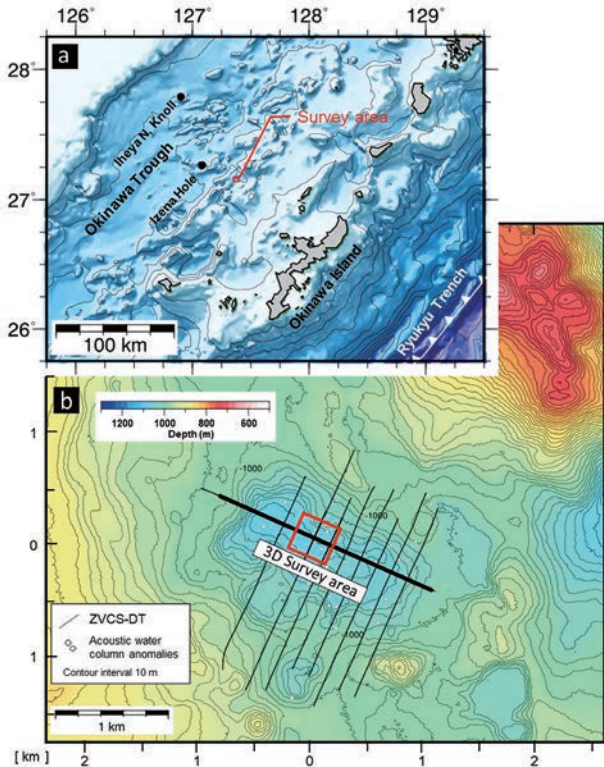 126° 127° 128° 129°
a
28°
Iheya N. Knoll
Survey area
Okinawa Trough
Izena Hole
27°
Okinawa Island
Ryukyu Trench
26°
100 km
b
1200 1000 800 600
Depth (m)
1
-1000
-1000
0
3D Survey area
ZVCS-DT
Acoustic water
column anomalies
Contour interval 10 m
-1000
1
1 km
[ km ] 2 1 0 1 2